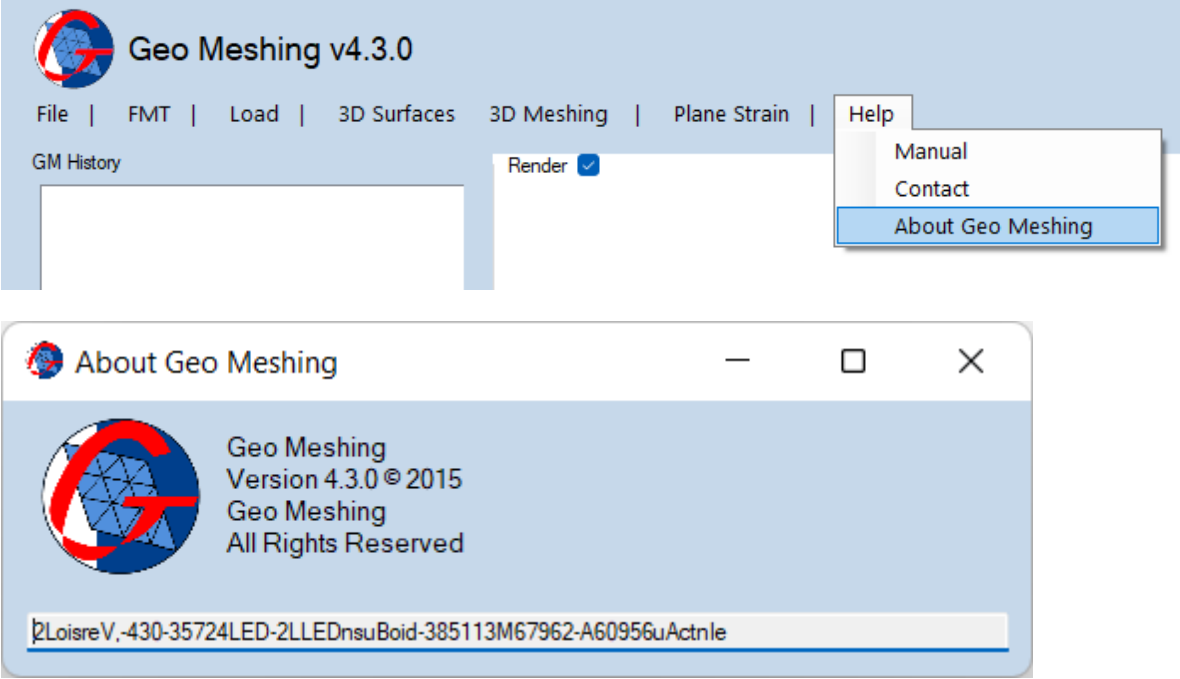 Geo Meshing v4.3.0
File | FMT | Load | 3D Surfaces 3D Meshing | Plane Strain | Help
GM History
Render
Manual
Contact
About Geo Meshing
About Geo Meshing
Geo Meshing
Version 4.3.0 © 2015
Geo Meshing
All Rights Reserved
2LoisreV,-430-35724LED-2LLEDnsuBoid-385113M67962-A60956uActnle